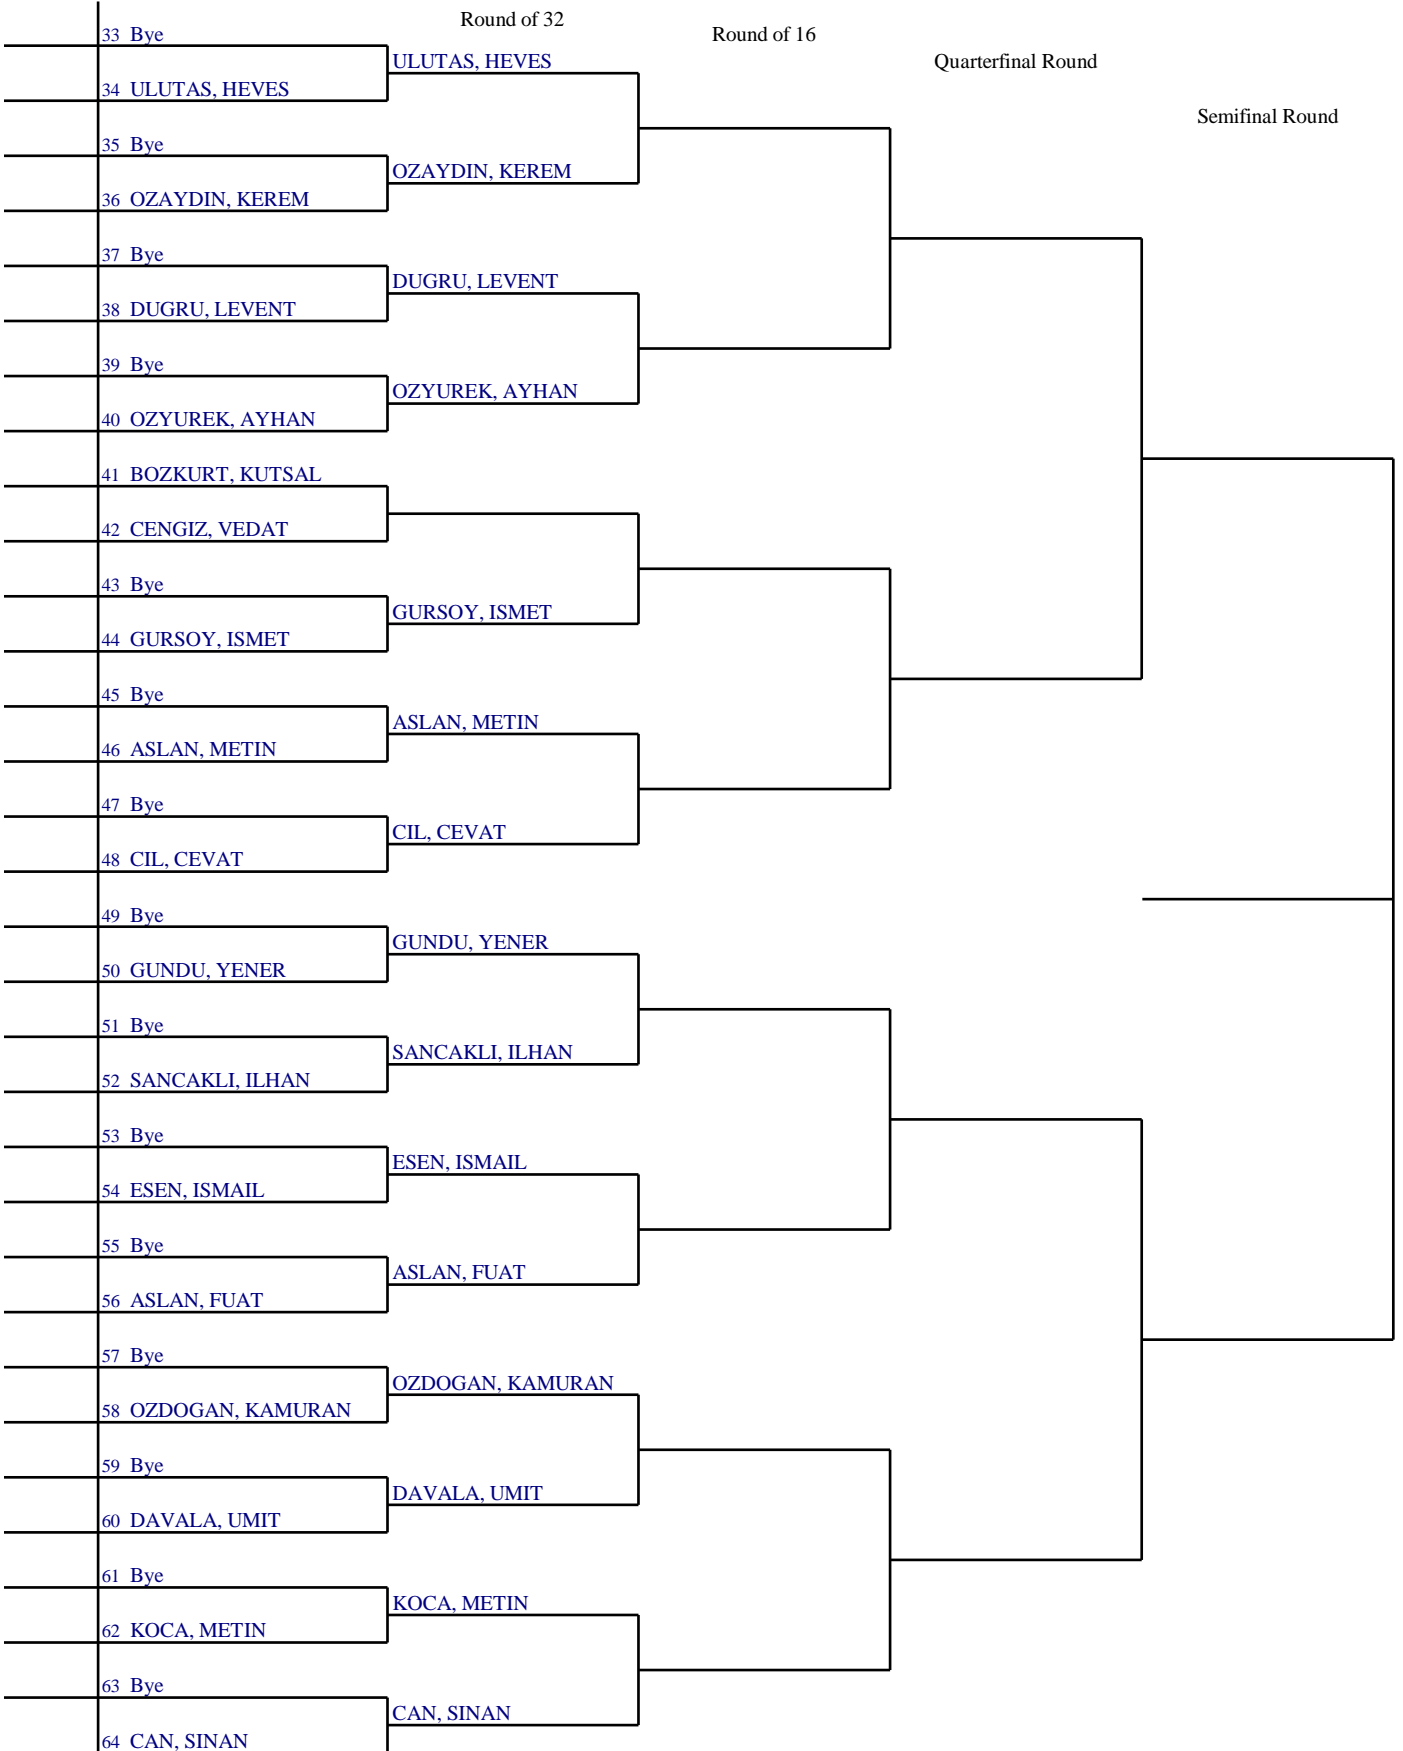 Round of 32
Round of 16
Quarterfinal Round
Semifinal Round
33 Bye
ULUTAS, HEVES
34 ULUTAS, HEVES
35 Bye
OZAYDIN, KEREM
36 OZAYDIN, KEREM
37 Bye
DUGRU, LEVENT
38 DUGRU, LEVENT
39 Bye
OZYUREK, AYHAN
40 OZYUREK, AYHAN
41 BOZKURT, KUTSAL
42 CENGIZ, VEDAT
43 Bye
GURSOY, ISMET
44 GURSOY, ISMET
45 Bye
ASLAN, METIN
46 ASLAN, METIN
47 Bye
CIL, CEVAT
48 CIL, CEVAT
49 Bye
GUNDU, YENER
50 GUNDU, YENER
51 Bye
SANCAKLI, ILHAN
52 SANCAKLI, ILHAN
53 Bye
ESEN, ISMAIL
54 ESEN, ISMAIL
55 Bye
ASLAN, FUAT
56 ASLAN, FUAT
57 Bye
OZDOGAN, KAMURAN
58 OZDOGAN, KAMURAN
59 Bye
DAVALA, UMIT
60 DAVALA, UMIT
61 Bye
KOCA, METIN
62 KOCA, METIN
63 Bye
CAN, SINAN
64 CAN, SINAN